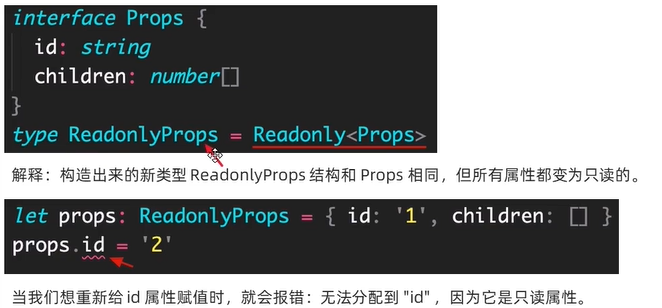 interface Props {
id: string
children: number[]
}
type ReadonlyProps = Readonly<Props>
解释：构造出来的新类型 ReadonlyProps 结构和 Props 相同，但所有属性都变为只读的。
let props: ReadonlyProps = { id: '1', children: [] }
props.id = '2'
当我们想重新给 id 属性赋值时，就会报错：无法分配到 "id" ，因为它是只读属性。